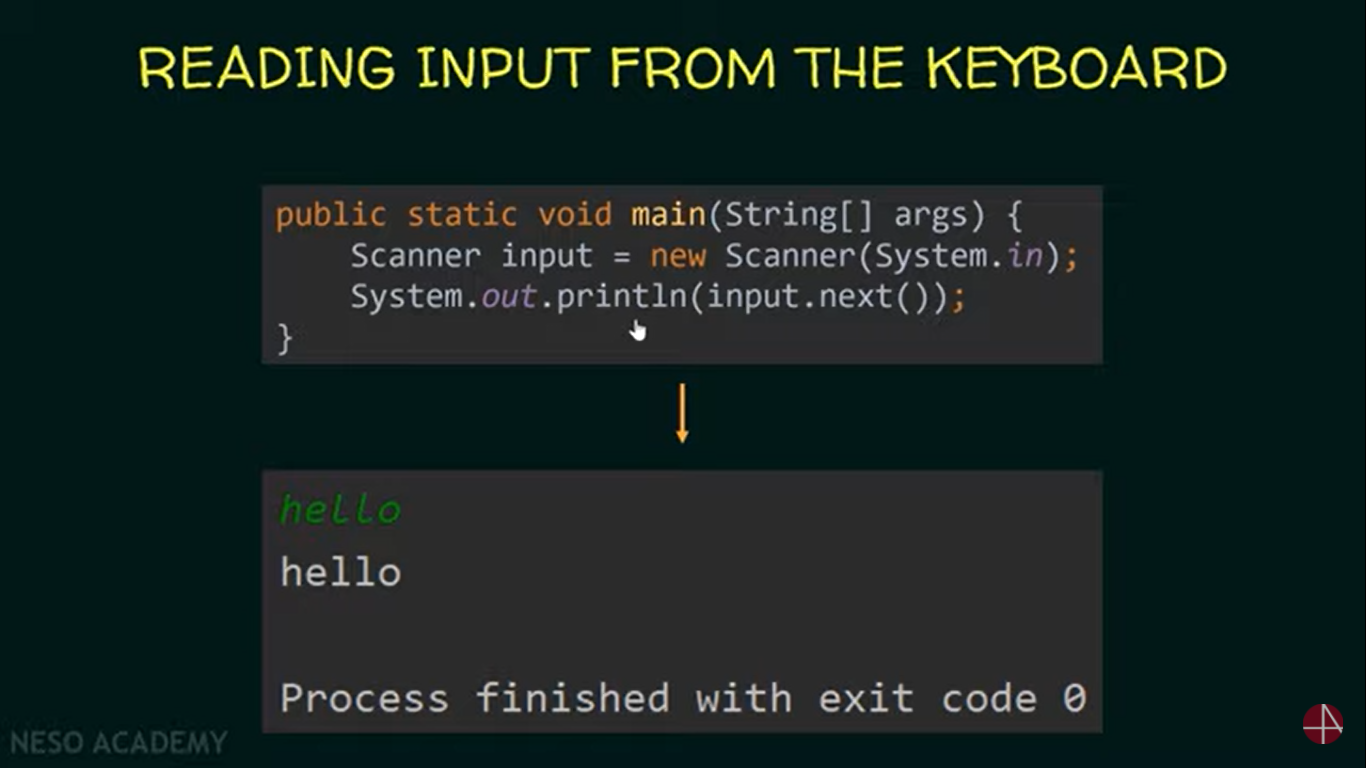 READING INPUT FROM THE KEYBOARD
public static void main(String[] args) {
    Scanner input = new Scanner(System.in);
    System.out.println(input.next());
}
hello
hello
Process finished with exit code 0
NESO ACADEMY